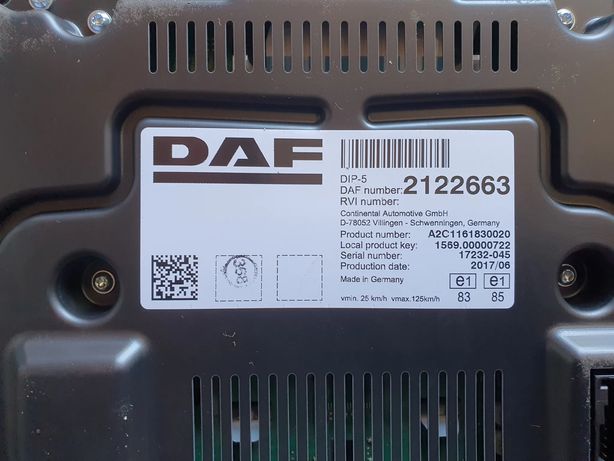 DAF
DIP-5
DAF number: 2122663
RVI number:
Continental Automotive GmbH
D-78052 Villingen - Schwenningen, Germany
Product number: A2C1161830020
Local product key: 1569.00000722
Serial number: 17232-045
Production date: 2017/06
Made in Germany
e1 e1
83 85
vmin. 25 km/h vmax.125km/h
368